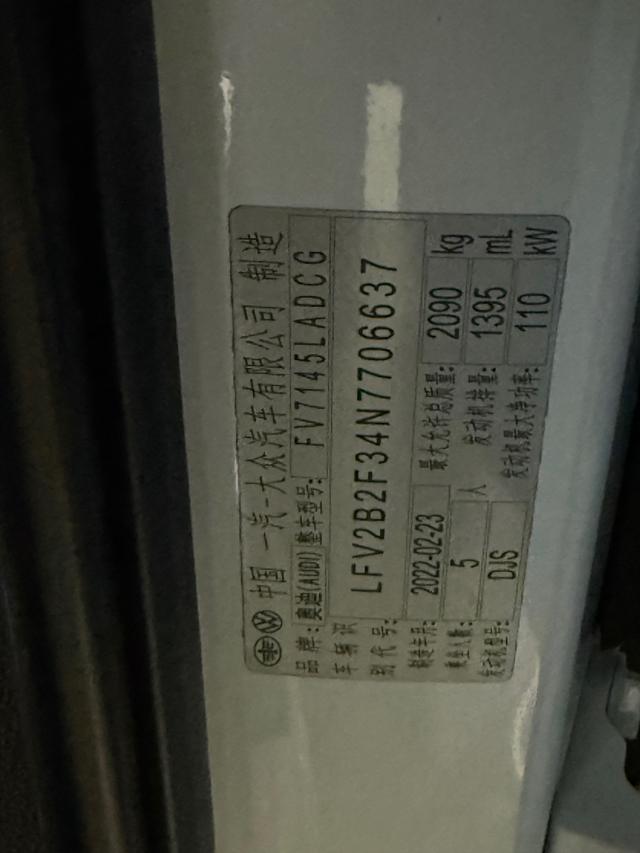 中国 一汽-大众汽车有限公司 制造
品牌: 奥迪(AUDI) 整车型号: FV7145LADCG
车辆识别代号: LFV2B2F34N7706637
制造年月: 2022-02-23 最大允许总质量: 2090 kg
乘坐人数: 5 人 发动机排量: 1395 mL
发动机型号: DJS 发动机最大净功率: 110 kW